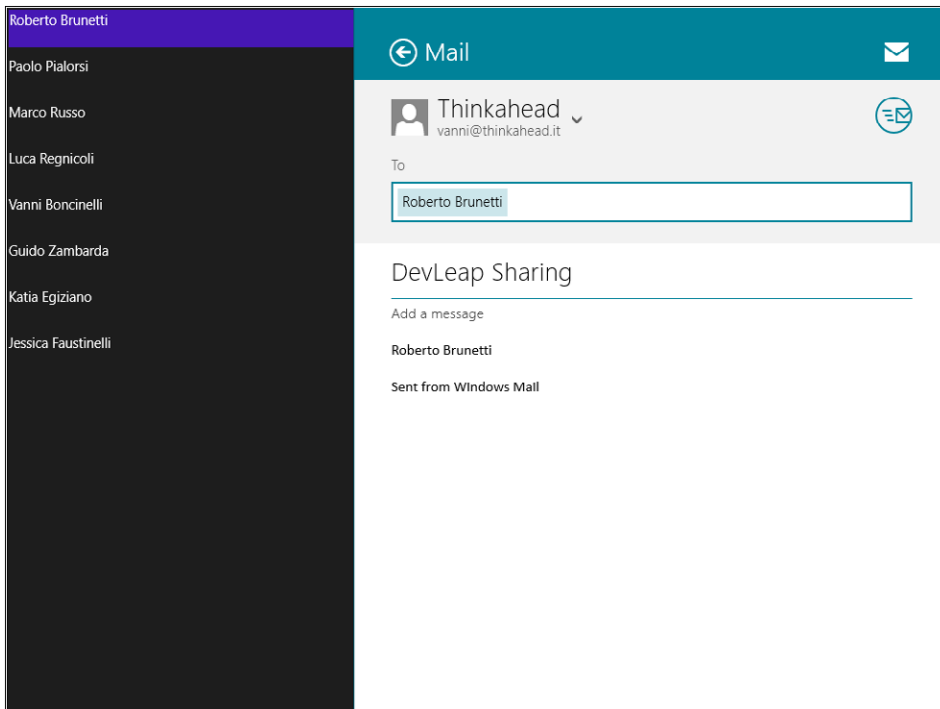 Roberto Brunetti
Paolo Pialorsi
Marco Russo
Luca Regnicoli
Vanni Boncinelli
Guido Zambarda
Katia Egiziano
Jessica Faustinelli
Mail
Thinkahead
vanni@thinkahead.it
To
Roberto Brunetti
DevLeap Sharing
Add a message
Roberto Brunetti
Sent from Windows Mail